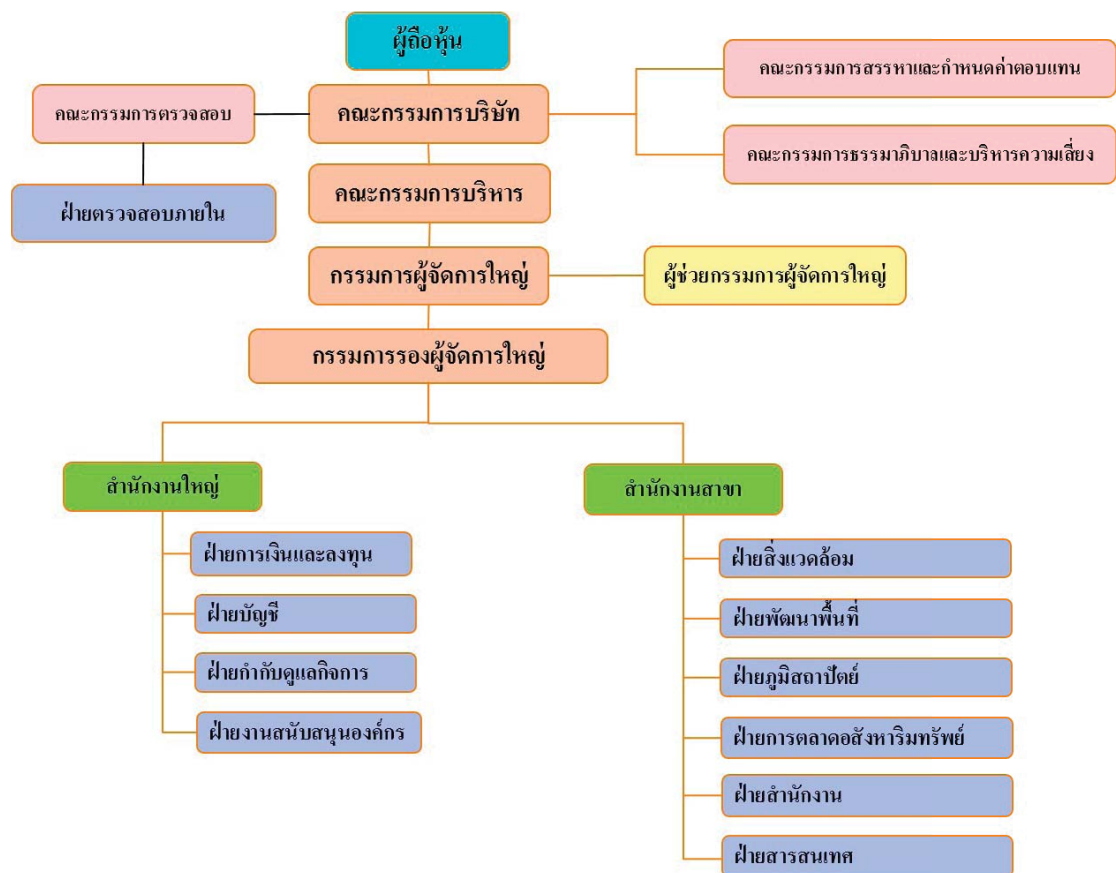 ผู้ถือหุ้น
คณะกรรมการสรรหาและกำหนดค่าตอบแทน
คณะกรรมการตรวจสอบ
คณะกรรมการบริษัท
คณะกรรมการธรรมาภิบาลและบริหารความเสี่ยง
คณะกรรมการบริหาร
ฝ่ายตรวจสอบภายใน
กรรมการผู้จัดการใหญ่
ผู้ช่วยกรรมการผู้จัดการใหญ่
กรรมการรองผู้จัดการใหญ่
สำนักงานใหญ่
ฝ่ายการเงินและลงทุน
ฝ่ายบัญชี
ฝ่ายกำกับดูแลกิจการ
ฝ่ายงานสนับสนุนองค์กร
สำนักงานสาขา
ฝ่ายสิ่งแวดล้อม
ฝ่ายพัฒนาพื้นที่
ฝ่ายภูมิสถาปัตย์
ฝ่ายการตลาดอสังหาริมทรัพย์
ฝ่ายสำนักงาน
ฝ่ายสารสนเทศ